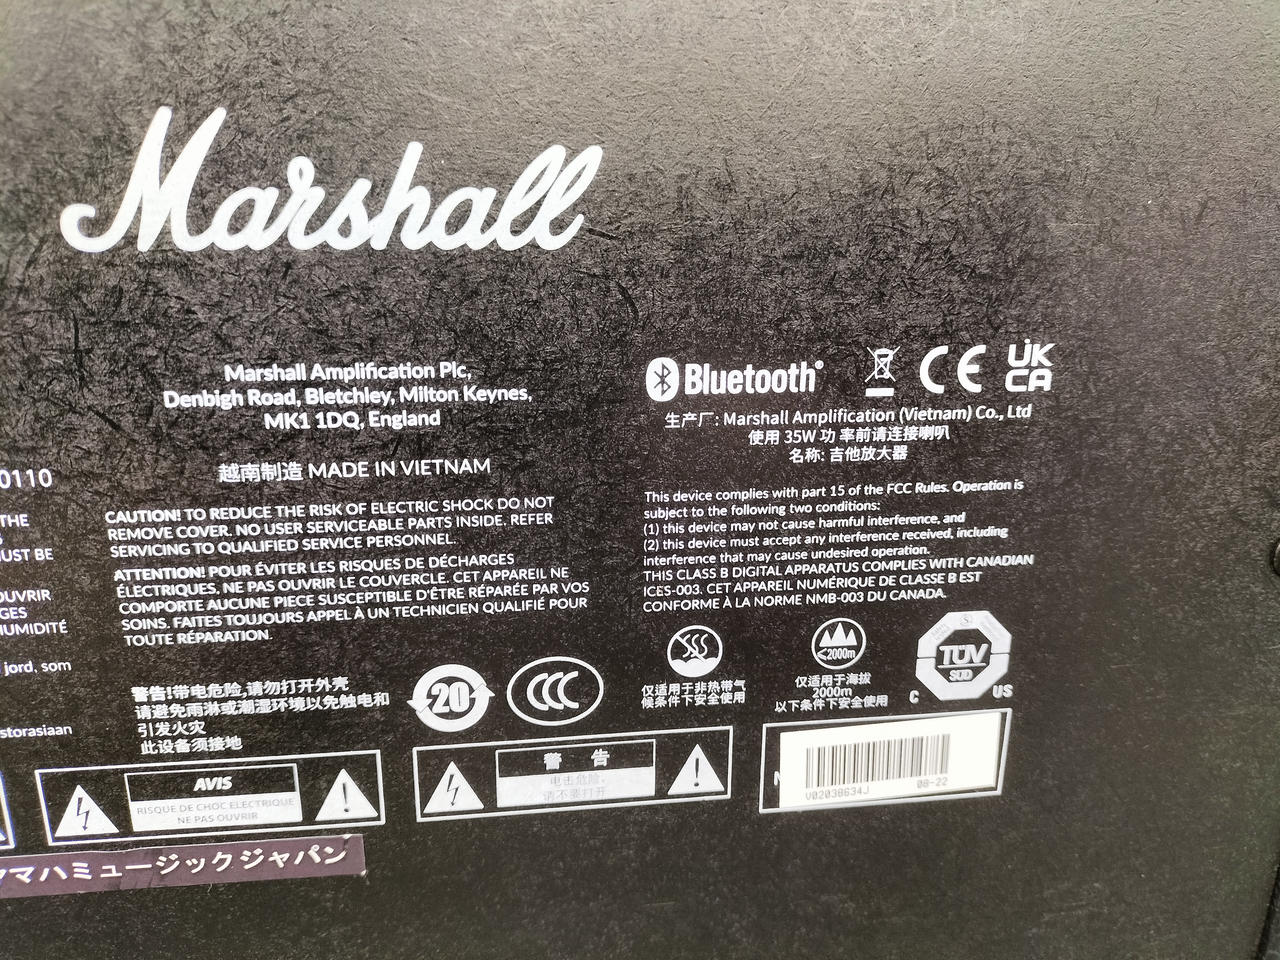 Marshall
Marshall Amplification Plc,
Denbigh Road, Bletchley, Milton Keynes,
MK1 1DQ, England
越南制造 MADE IN VIETNAM
0110
THE
UST BE
OUVRIR
GES
HUMIDITÉ
jord, som
storasiaan
CAUTION! TO REDUCE THE RISK OF ELECTRIC SHOCK DO NOT
REMOVE COVER. NO USER SERVICEABLE PARTS INSIDE. REFER
SERVICING TO QUALIFIED SERVICE PERSONNEL.
ATTENTION! POUR ÉVITER LES RISQUES DE DÉCHARGES
ÉLECTRIQUES, NE PAS OUVRIR LE COUVERCLE. CET APPAREIL NE
COMPORTE AUCUNE PIECE SUSCEPTIBLE D'ÊTRE RÉPARÉE PAR VOS
SOINS. FAITES TOUJOURS APPEL À UN TECHNICIEN QUALIFIÉ POUR
TOUTE RÉPARATION.
警告!带电危险,请勿打开外壳
请避免雨淋或潮湿环境以免触电和
引发火灾
此设备须接地
20
CCC
AVIS
RISQUE DE CHOC ELECTRIQUE
NE PAS OUVRIR
警 告
电击危险,
请不要打开
マハミュージックジャパン
Bluetooth®
CE
UK
CA
生产厂: Marshall Amplification (Vietnam) Co., Ltd
使用 35W 功 率前请连接喇叭
名称: 吉他放大器
This device complies with part 15 of the FCC Rules. Operation is
subject to the following two conditions:
(1) this device may not cause harmful interference, and
(2) this device must accept any interference received, including
interference that may cause undesired operation.
THIS CLASS B DIGITAL APPARATUS COMPLIES WITH CANADIAN
ICES-003. CET APPAREIL NUMÉRIQUE DE CLASSE B EST
CONFORME À LA NORME NMB-003 DU CANADA.
仅适用于非热带气
候条件下安全使用
≤2000m
仅适用于海拔
2000m
以下条件下安全使用
TÜV
SÜD
C US
V02038634J 08-22